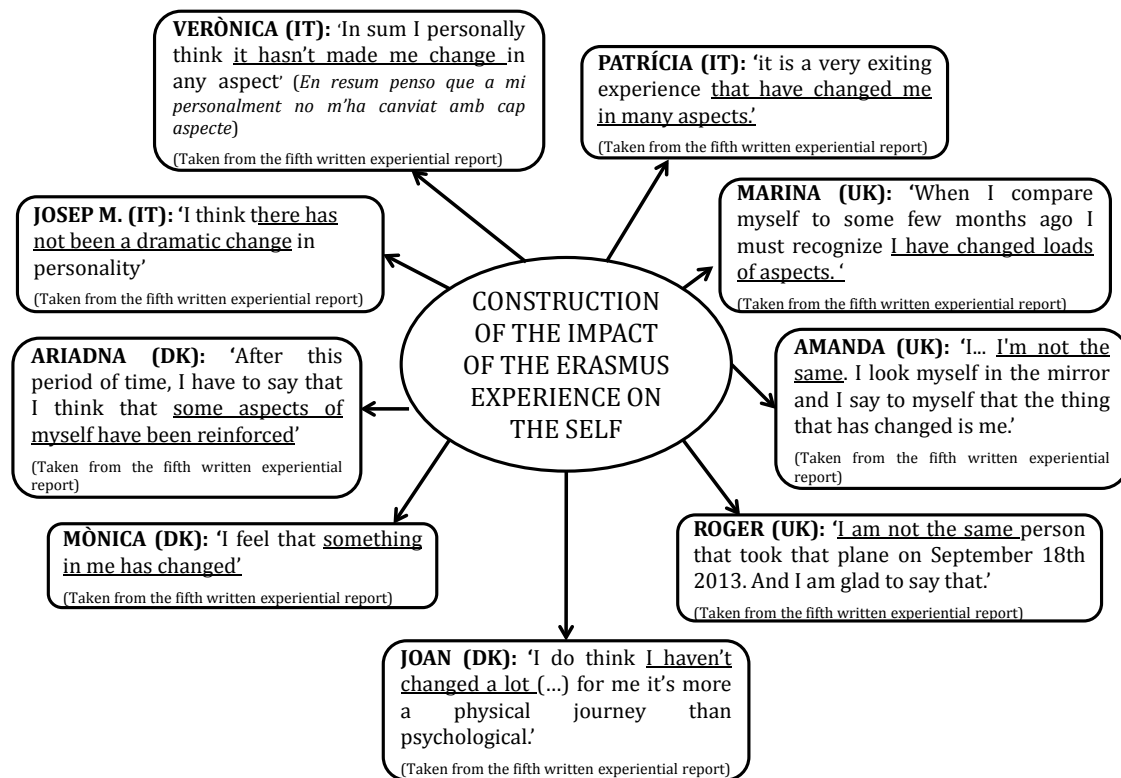 VERÒNICA (IT): ‘In sum I personally
think it hasn’t made me change in
any aspect’ (En resum penso que a mi
personalment no m’ha canviat amb cap
aspecte)
(Taken from the fifth written experiential report)
PATRÍCIA (IT): ‘it is a very exiting
experience that have changed me
in many aspects.’
(Taken from the fifth written experiential report)
JOSEP M. (IT): ‘I think there has
not been a dramatic change in
personality’
(Taken from the fifth written experiential report)
MARINA (UK): ‘When I compare
myself to some few months ago I
must recognize I have changed loads
of aspects. ‘
(Taken from the fifth written experiential report)
CONSTRUCTION
OF THE IMPACT
OF THE ERASMUS
EXPERIENCE ON
THE SELF
ARIADNA (DK): ‘After this
period of time, I have to say that
I think that some aspects of
myself have been reinforced’
(Taken from the fifth written experiential
report)
AMANDA (UK): ‘I... I'm not the
same. I look myself in the mirror
and I say to myself that the thing
that has changed is me.’
(Taken from the fifth written experiential
report)
MÒNICA (DK): ‘I feel that something
in me has changed’
(Taken from the fifth written experiential report)
ROGER (UK): ‘I am not the same person
that took that plane on September 18th
2013. And I am glad to say that.’
(Taken from the fifth written experiential report)
JOAN (DK): ‘I do think I haven’t
changed a lot (…) for me it’s more
a physical journey than
psychological.’
(Taken from the fifth written experiential report)